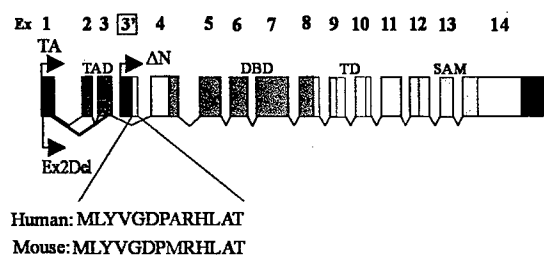 Ex 1 2 3 3' 4 5 6 7 8 9 10 11 12 13 14
TA TAD ΔN DBD TD SAM
Ex2Del
Human: MLYVGDPARHLAT
Mouse: MLYVGDPMRHLAT